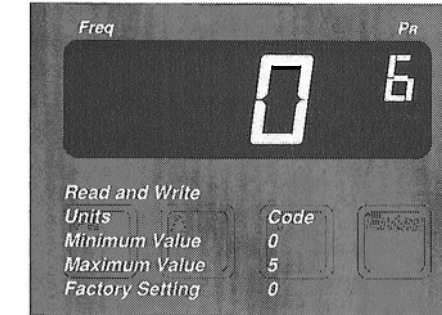 Freq PR
0 6
Read and Write
Units Code
Minimum Value 0
Maximum Value 5
Factory Setting 0